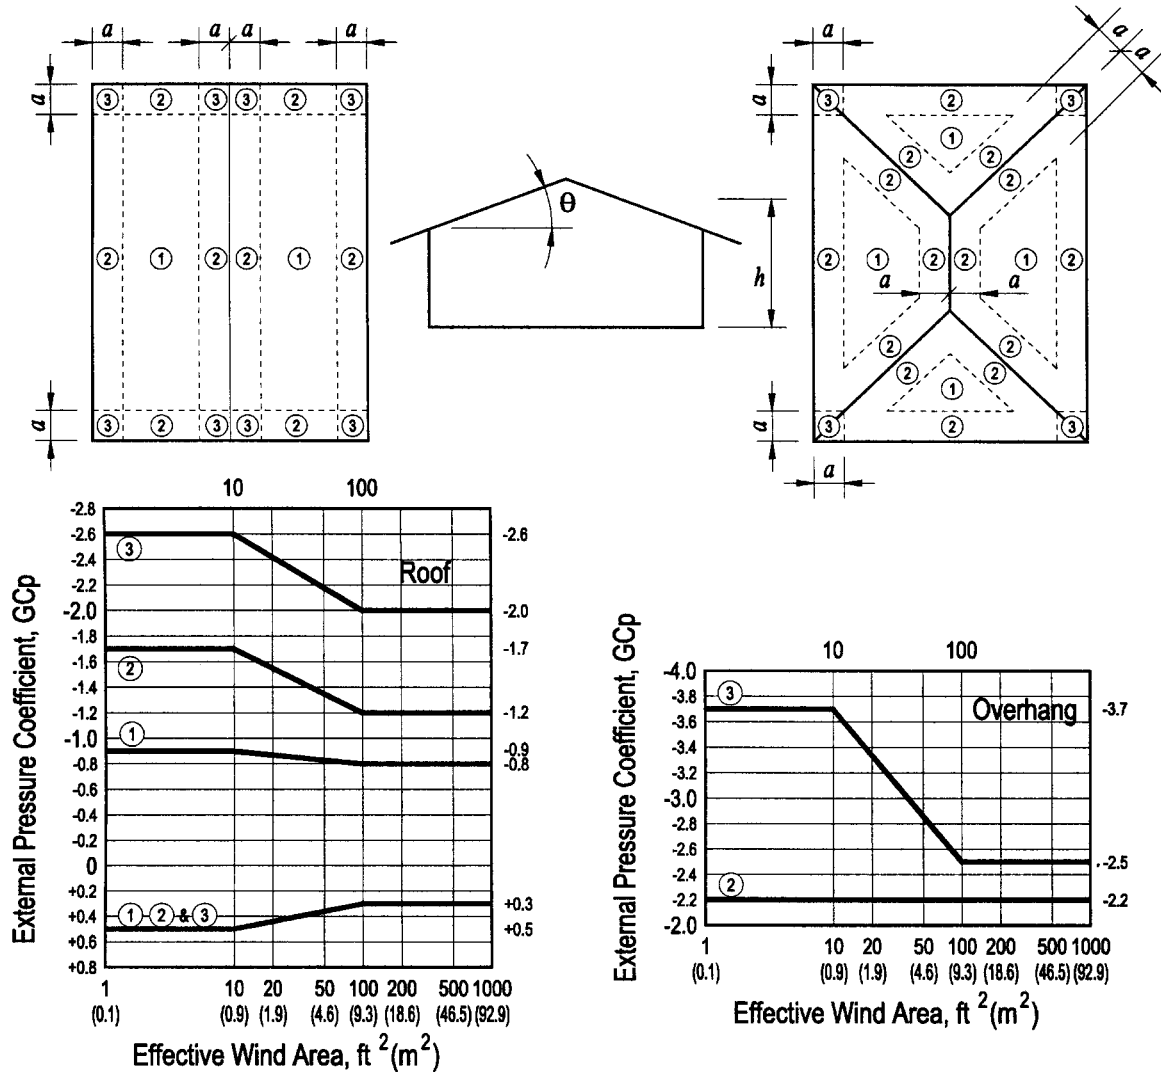 a a a a
a 3 2 3 3 2 3
2 1 2 2 1 2
a 3 2 3 3 2 3
θ
h
a a a
a 3 2 3
1
2 2
2 2
2 1 2 2 1 2
a a
2 2
2 2
1
a 3 2 3
a
10 100
External Pressure Coefficient, GCp
-2.8
-2.6 -2.6
3
-2.4 Roof
-2.2
-2.0 -2.0
-1.8
-1.7
-1.6 2
-1.4
-1.2 -1.2
-1.0 1
-0.9
-0.8 -0.8
-0.6
-0.4
-0.2
0
+0.2
+0.3
+0.4 1 2 & 3
+0.5
+0.6
+0.8
1 10 20 50 100 200 500 1000
(0.1) (0.9) (1.9) (4.6) (9.3) (18.6) (46.5) (92.9)
Effective Wind Area, ft 2 (m2)
10 100
External Pressure Coefficient, GCp
-4.0
-3.8 3 Overhang -3.7
-3.6
-3.4
-3.2
-3.0
-2.8
-2.6
-2.5
-2.4
-2.2 2 -2.2
-2.0
1 10 20 50 100 200 500 1000
(0.1) (0.9) (1.9) (4.6) (9.3) (18.6) (46.5) (92.9)
Effective Wind Area, ft 2 (m2)